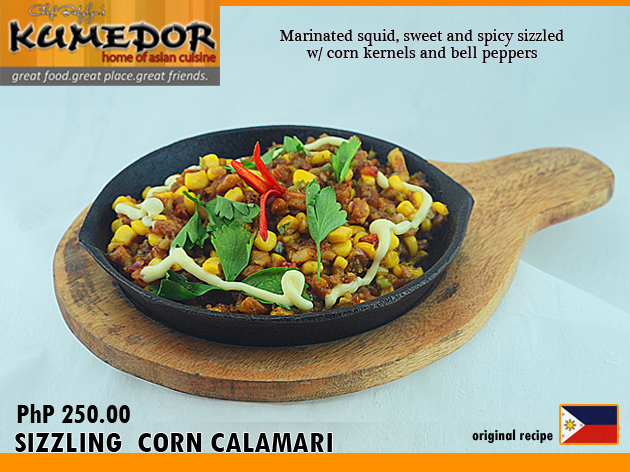 KUMEDOR
home of asian cuisine
great food.great place.great friends.
Marinated squid, sweet and spicy sizzled
w/ corn kernels and bell peppers
PhP 250.00
SIZZLING CORN CALAMARI
original recipe